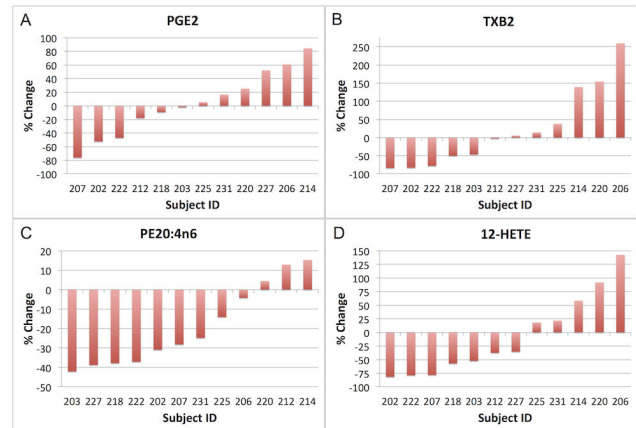 A
PGE2
% Change
100
80
60
40
20
0
-20
-40
-60
-80
-100
207 202 222 212 218 203 225 231 220 227 206 214
Subject ID
B
TXB2
% Change
250
200
150
100
50
0
-50
-100
207 202 222 218 203 212 227 231 225 214 220 206
Subject ID
C
PE20:4n6
% Change
20
10
0
-10
-20
-30
-40
-50
203 227 218 222 202 207 231 225 206 220 212 214
Subject ID
D
12-HETE
% Change
150
125
100
75
50
25
0
-25
-50
-75
-100
202 222 207 218 203 212 227 225 231 214 220 206
Subject ID